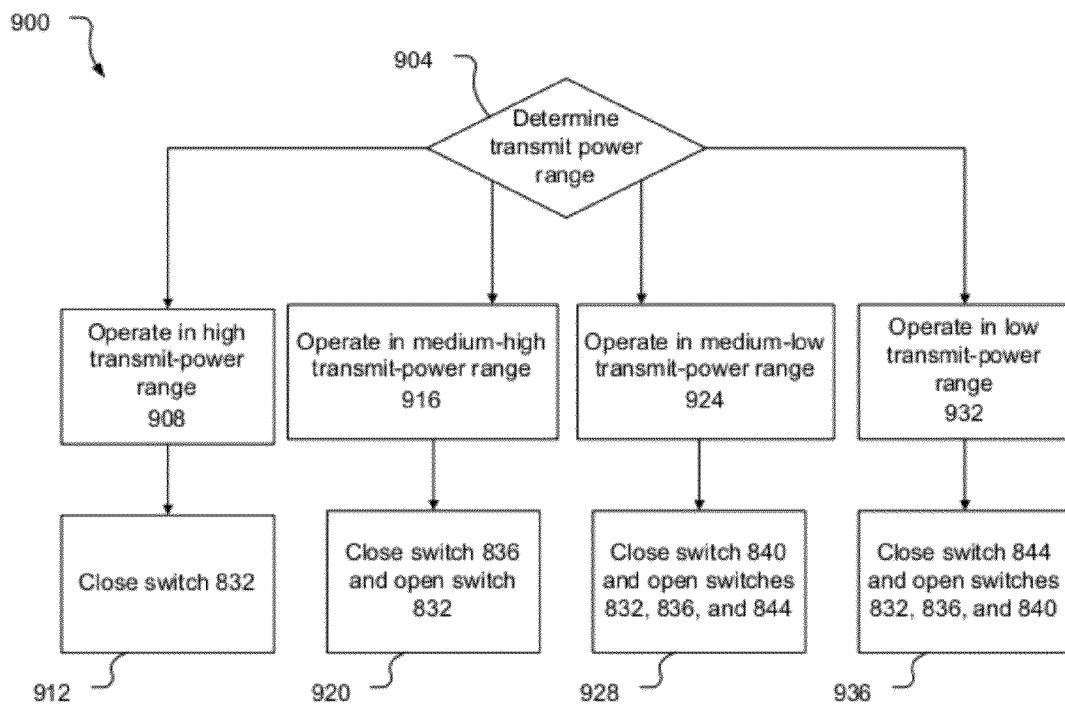 900
904
Determine
transmit power
range
Operate in high
transmit-power
range
908
Operate in medium-high
transmit-power range
916
Operate in medium-low
transmit-power range
924
Operate in low
transmit-power
range
932
Close switch 832
Close switch 836
and open switch
832
Close switch 840
and open switches
832, 836, and 844
Close switch 844
and open switches
832, 836, and 840
912
920
928
936